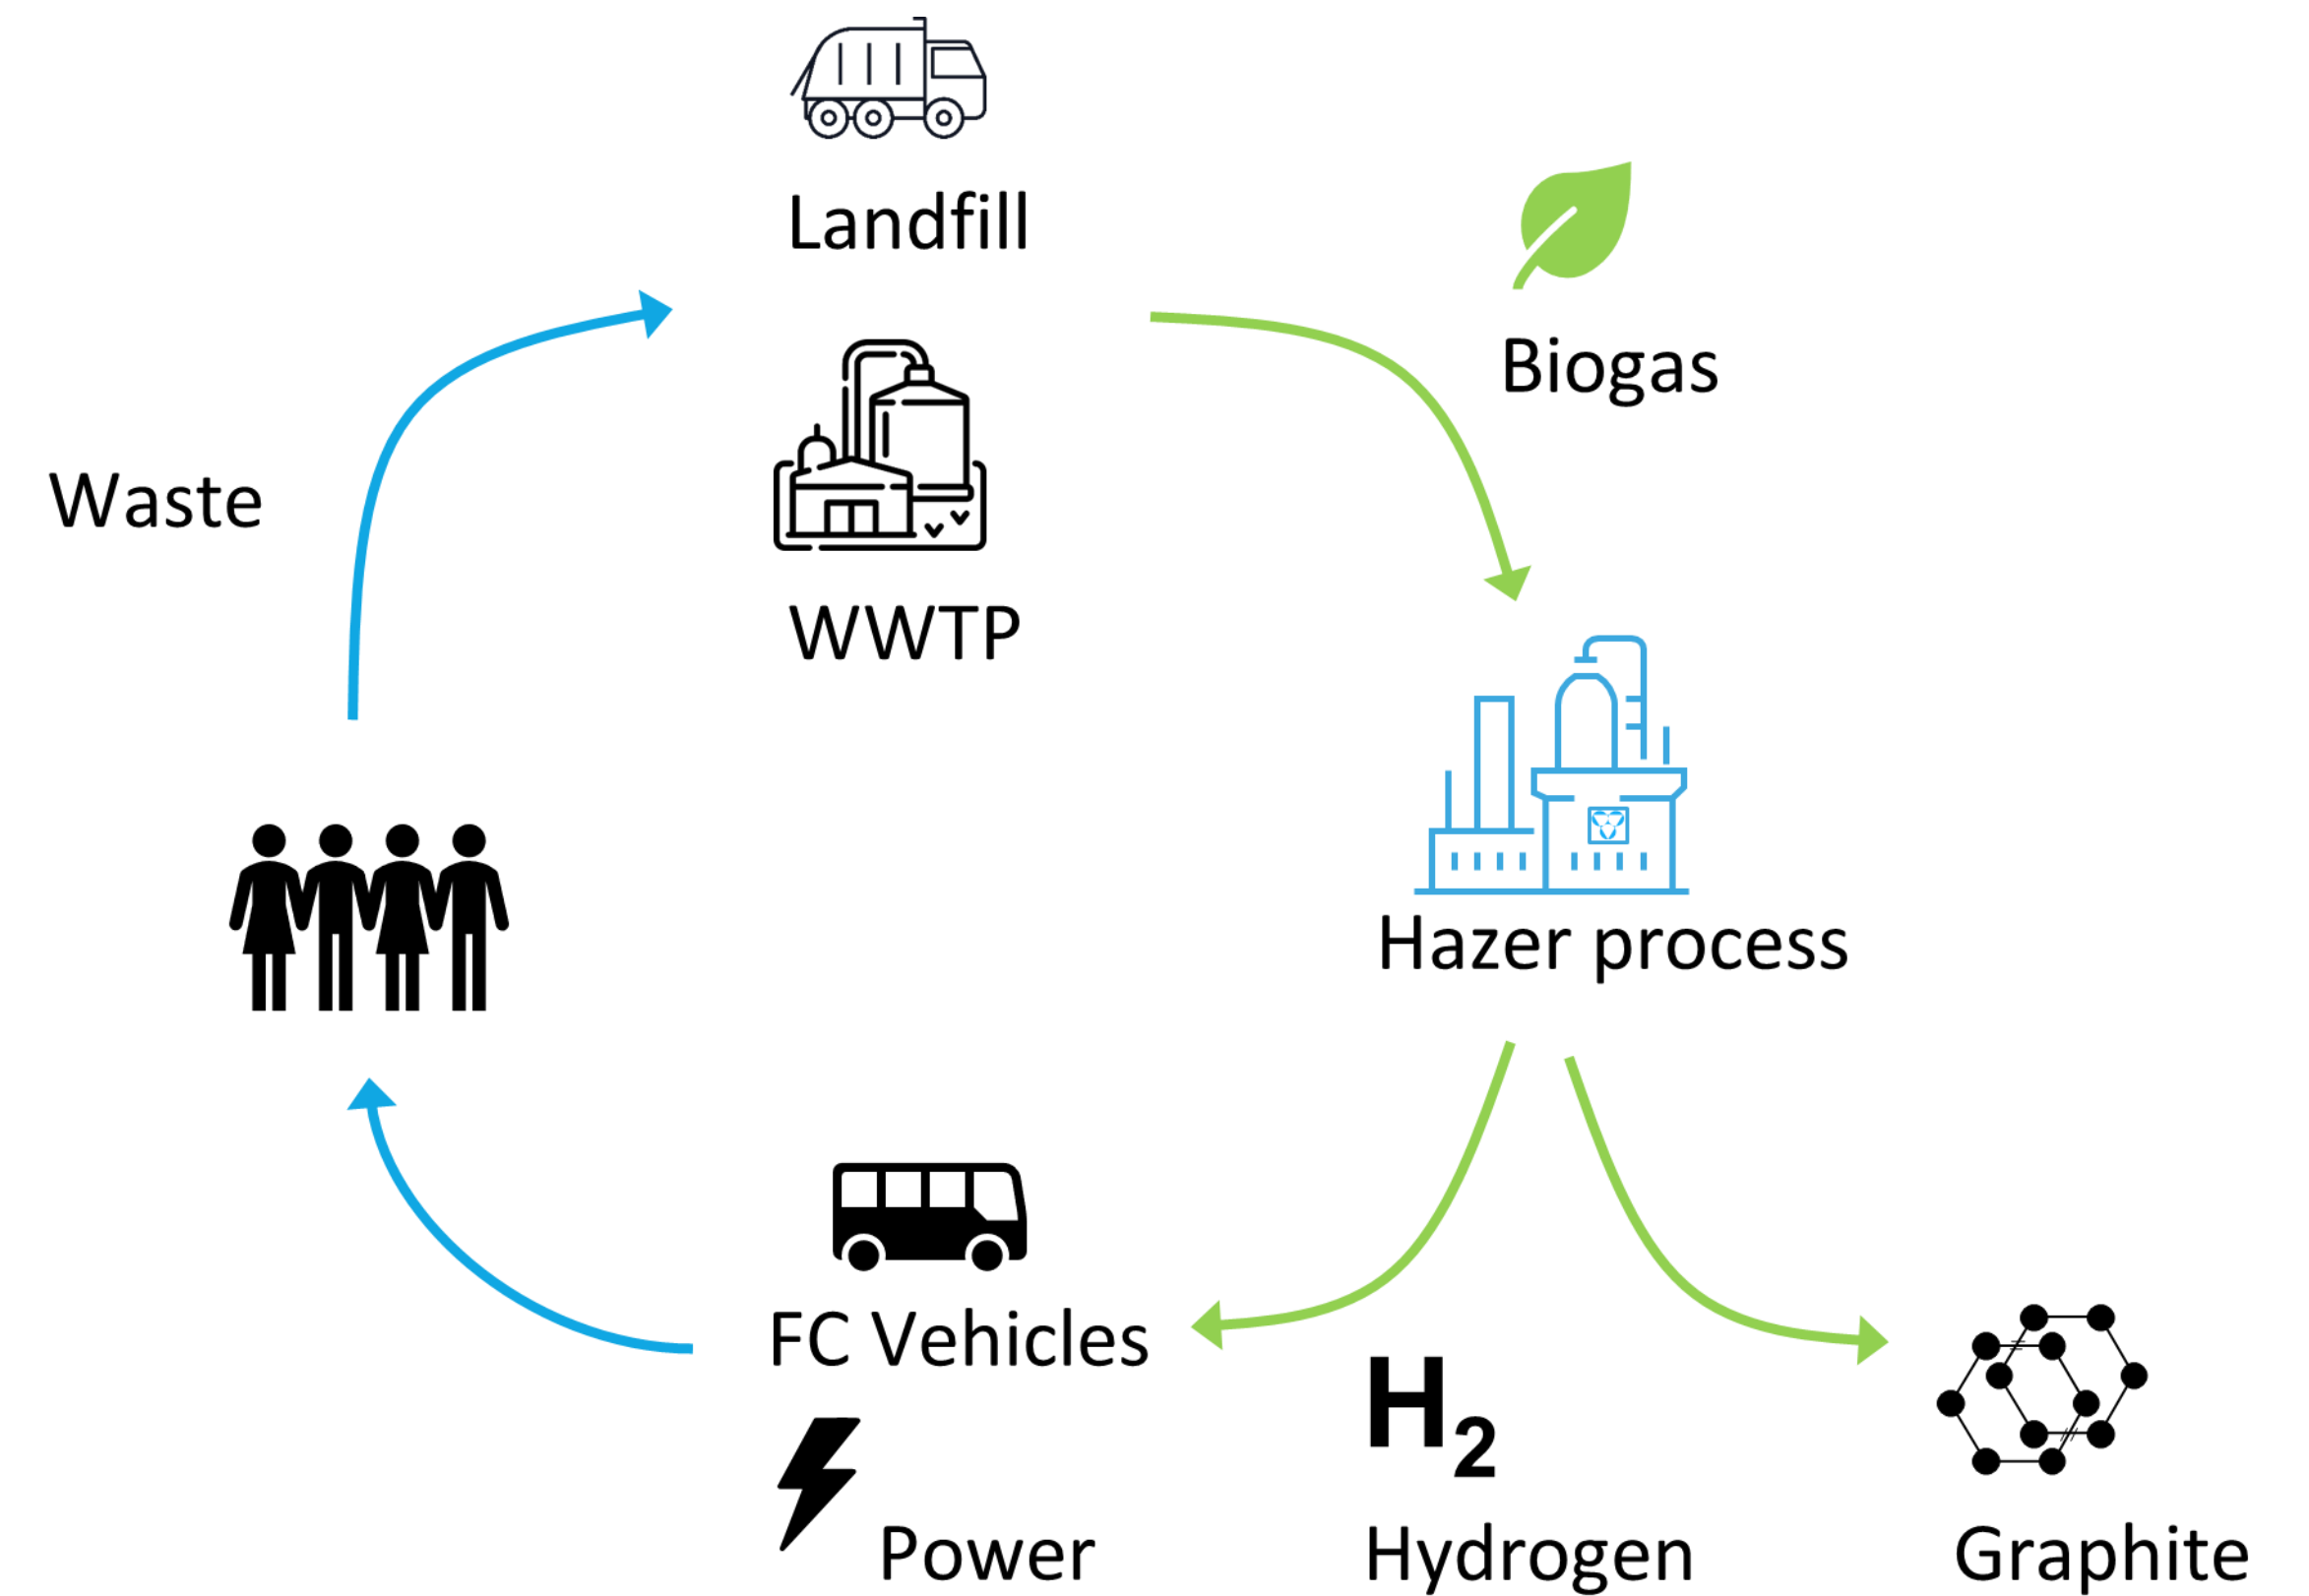 Landfill
Biogas
Waste
WWTP
Hazer process
FC Vehicles
H₂
Power
Hydrogen
Graphite